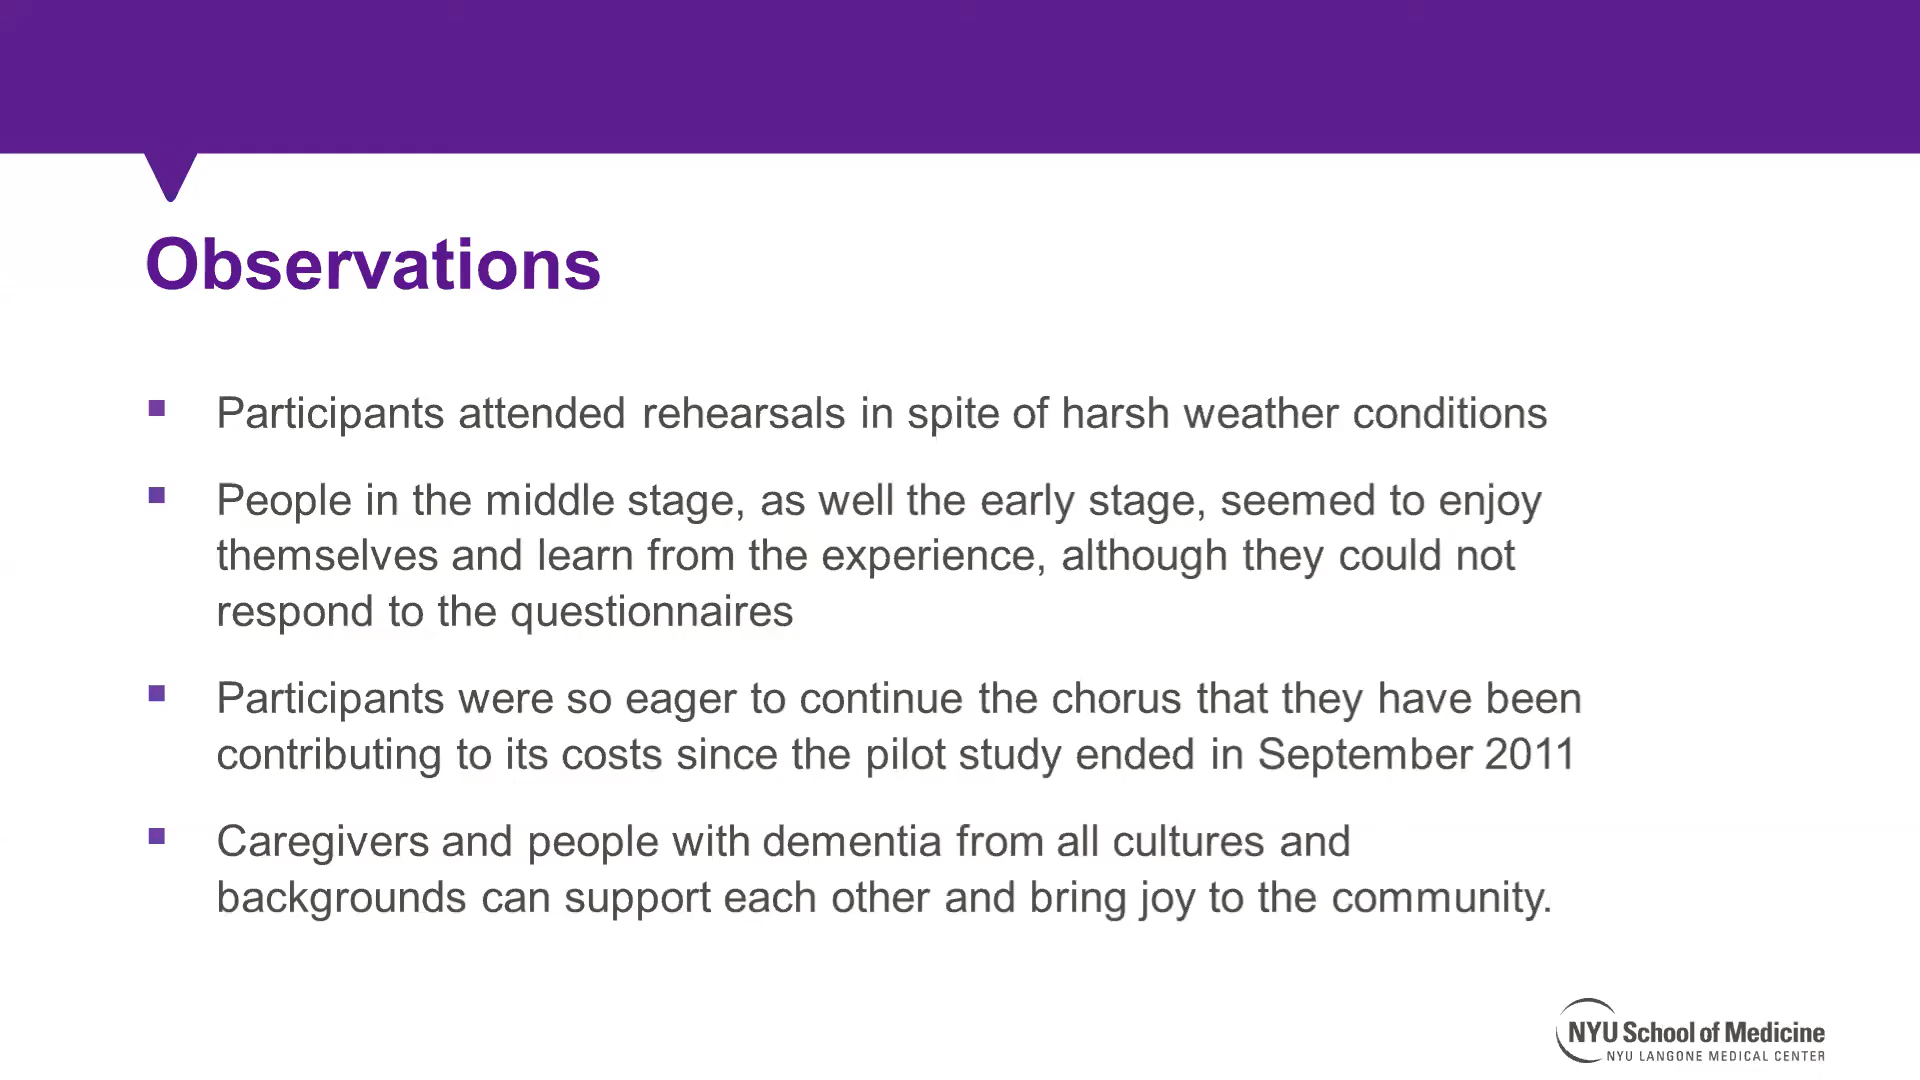 Observations
Participants attended rehearsals in spite of harsh weather conditions
People in the middle stage, as well the early stage, seemed to enjoy
themselves and learn from the experience, although they could not
respond to the questionnaires
Participants were so eager to continue the chorus that they have been
contributing to its costs since the pilot study ended in September 2011
Caregivers and people with dementia from all cultures and
backgrounds can support each other and bring joy to the community.
NYU School of Medicine
NYU LANGONE MEDICAL CENTER